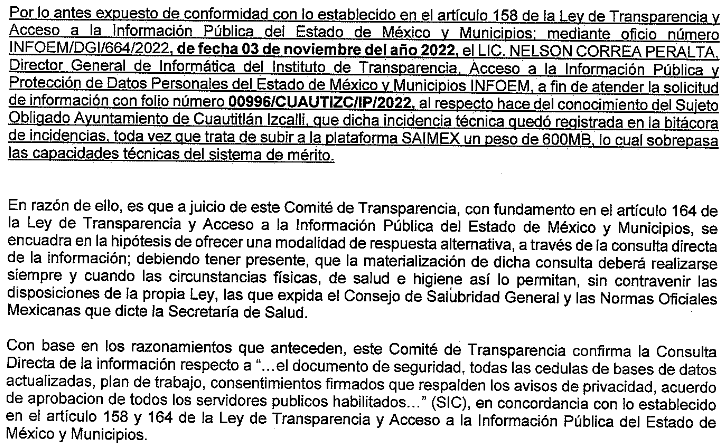 Por lo antes expuesto de conformidad con lo establecido en el artículo 158 de la Ley de Transparencia y
Acceso a la Información Pública del Estado de México y Municipios; mediante oficio número
INFOEM/DGI/664/2022, de fecha 03 de noviembre del año 2022, el LIC. NELSON CORREA PERALTA,
Director General de Informática del Instituto de Transparencia, Acceso a la Información Pública y
Protección de Datos Personales del Estado de México y Municipios INFOEM, a fin de atender la solicitud
de información con folio número 00996/CUAUTIZC/IP/2022, al respecto hace del conocimiento del Sujeto
Obligado Ayuntamiento de Cuautitlán Izcalli, que dicha incidencia técnica quedó registrada en la bitácora
de incidencias, toda vez que trata de subir a la plataforma SAIMEX un peso de 600MB, lo cual sobrepasa
las capacidades técnicas del sistema de mérito.
En razón de ello, es que a juicio de este Comité de Transparencia, con fundamento en el artículo 164 de
la Ley de Transparencia y Acceso a la Información Pública del Estado de México y Municipios, se
encuadra en la hipótesis de ofrecer una modalidad de respuesta alternativa, a través de la consulta directa
de la información; debiendo tener presente, que la materialización de dicha consulta deberá realizarse
siempre y cuando las circunstancias físicas, de salud e higiene así lo permitan, sin contravenir las
disposiciones de la propia Ley, las que expida el Consejo de Salubridad General y las Normas Oficiales
Mexicanas que dicte la Secretaría de Salud.
Con base en los razonamientos que anteceden, este Comité de Transparencia confirma la Consulta
Directa de la información respecto a “...el documento de seguridad, todas las cedulas de bases de datos
actualizadas, plan de trabajo, consentimientos firmados que respalden los avisos de privacidad, acuerdo
de aprobacion de todos los servidores publicos habilitados...” (SIC), en concordancia con lo establecido
en el artículo 158 y 164 de la Ley de Transparencia y Acceso a la Información Pública del Estado de
México y Municipios.